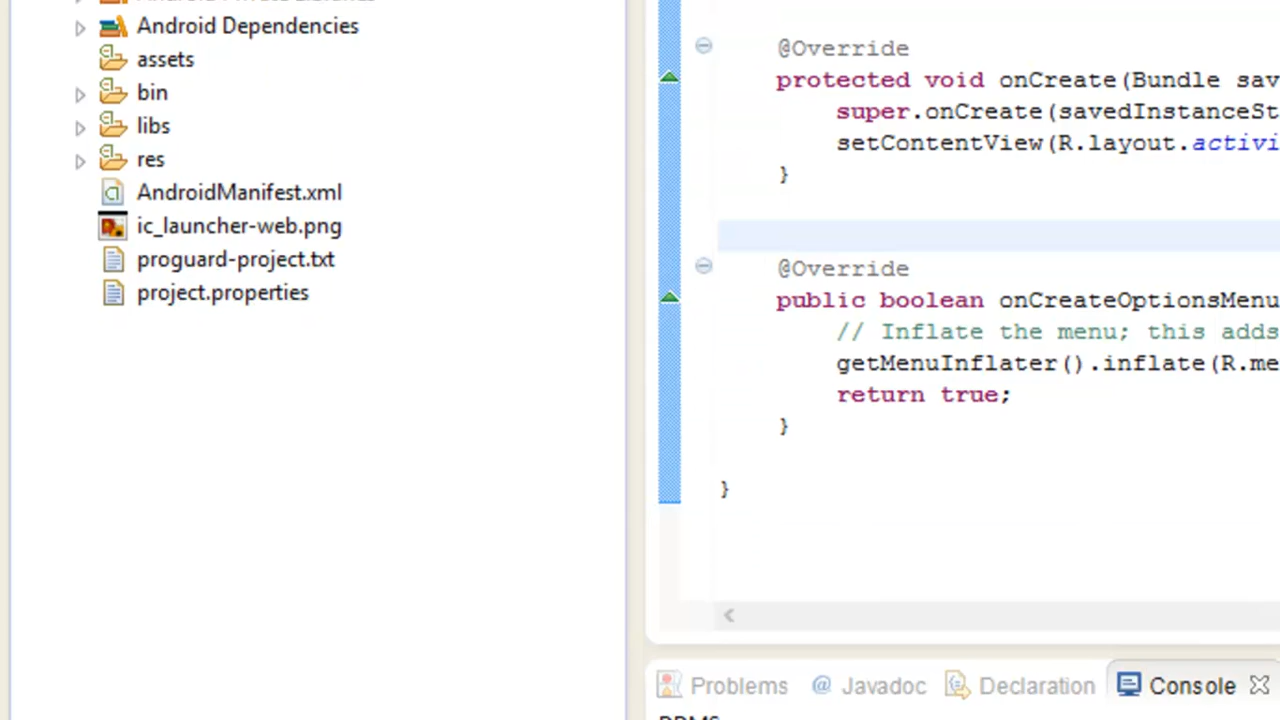 Android Dependencies
assets
bin
libs
res
AndroidManifest.xml
ic_launcher-web.png
proguard-project.txt
project.properties
@Override
protected void onCreate(Bundle sav
super.onCreate(savedInstanceSt
setContentView(R.layout.activi
}
@Override
public boolean onCreateOptionsMenu
// Inflate the menu; this adds
getMenuInflater().inflate(R.me
return true;
}
}
Problems @ Javadoc Declaration Console